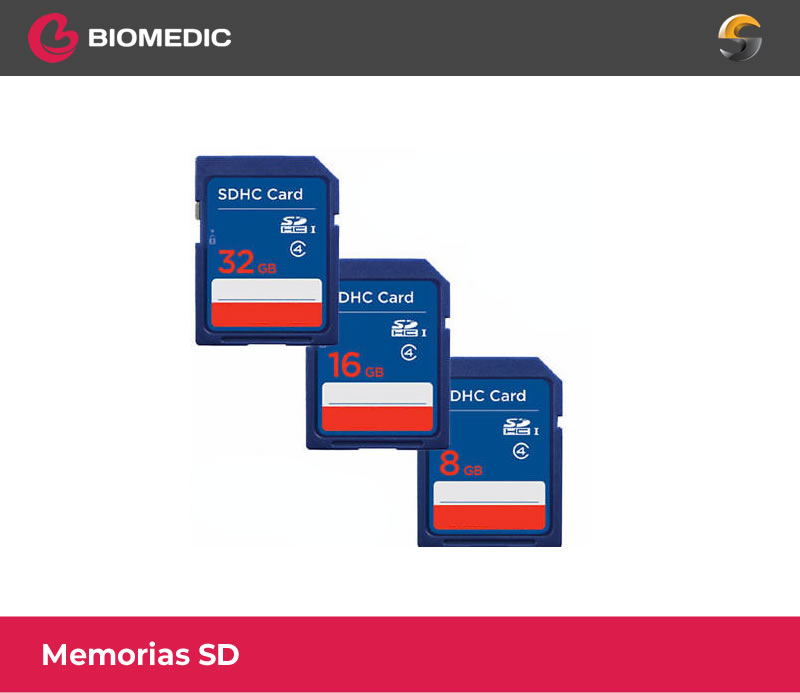 BIOMEDIC
SDHC Card
SD
HC I
4
32 GB
DHC Card
SD
HC I
4
16 GB
DHC Card
SD
HC I
4
8 GB
Memorias SD